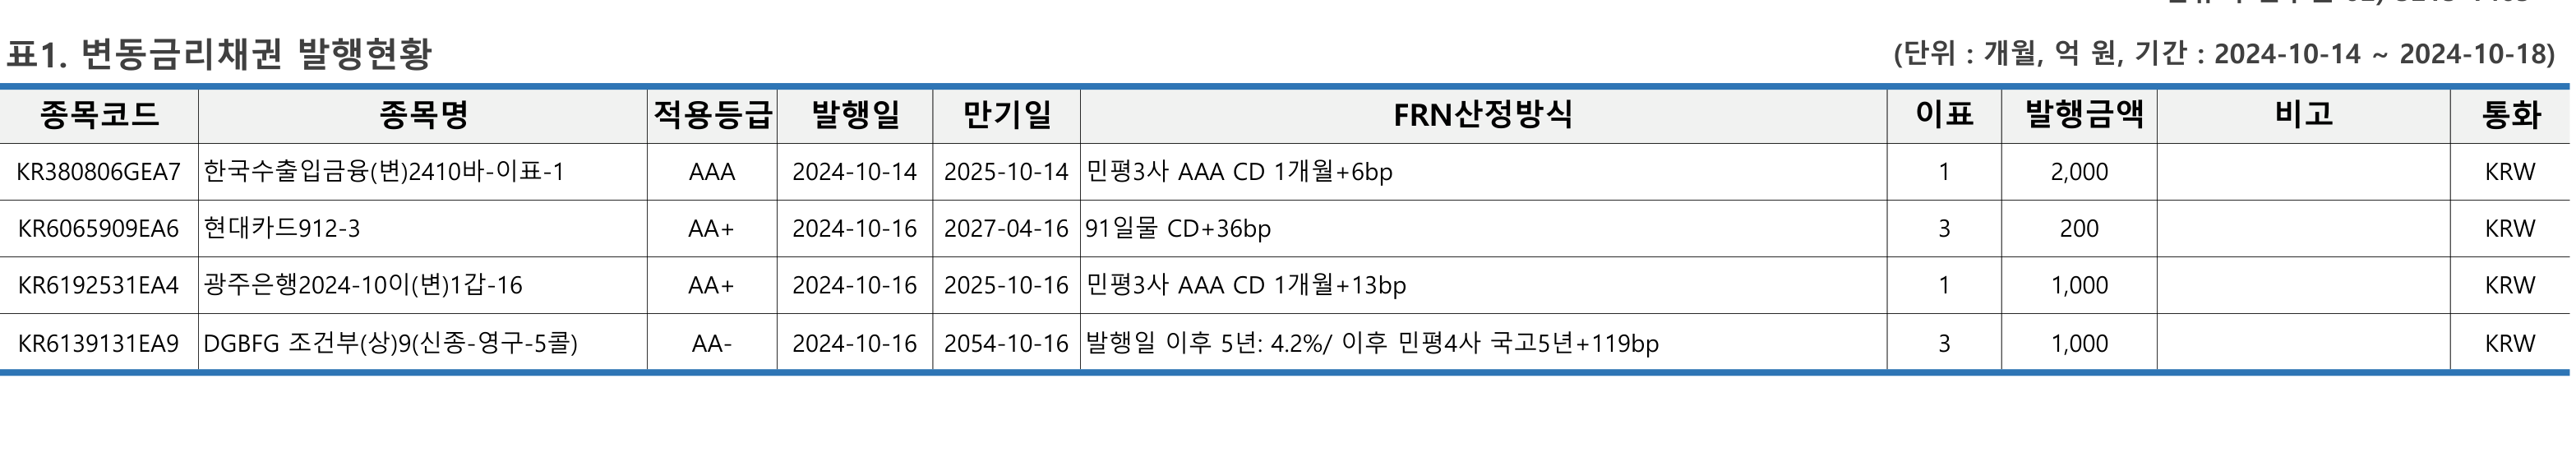 표1. 변동금리채권 발행현황 (단위 : 개월, 억 원, 기간 : 2024-10-14 ~ 2024-10-18)
종목코드 종목명 적용등급 발행일 만기일 FRN산정방식 이표 발행금액 비고 통화
KR380806GEA7 한국수출입금융(변)2410바-이표-1 AAA 2024-10-14 2025-10-14 민평3사 AAA CD 1개월+6bp 1 2,000 KRW
KR6065909EA6 현대카드912-3 AA+ 2024-10-16 2027-04-16 91일물 CD+36bp 3 200 KRW
KR6192531EA4 광주은행2024-10이(변)1갑-16 AA+ 2024-10-16 2025-10-16 민평3사 AAA CD 1개월+13bp 1 1,000 KRW
KR6139131EA9 DGBFG 조건부(상)9(신종-영구-5콜) AA- 2024-10-16 2054-10-16 발행일 이후 5년: 4.2%/ 이후 민평4사 국고5년+119bp 3 1,000 KRW